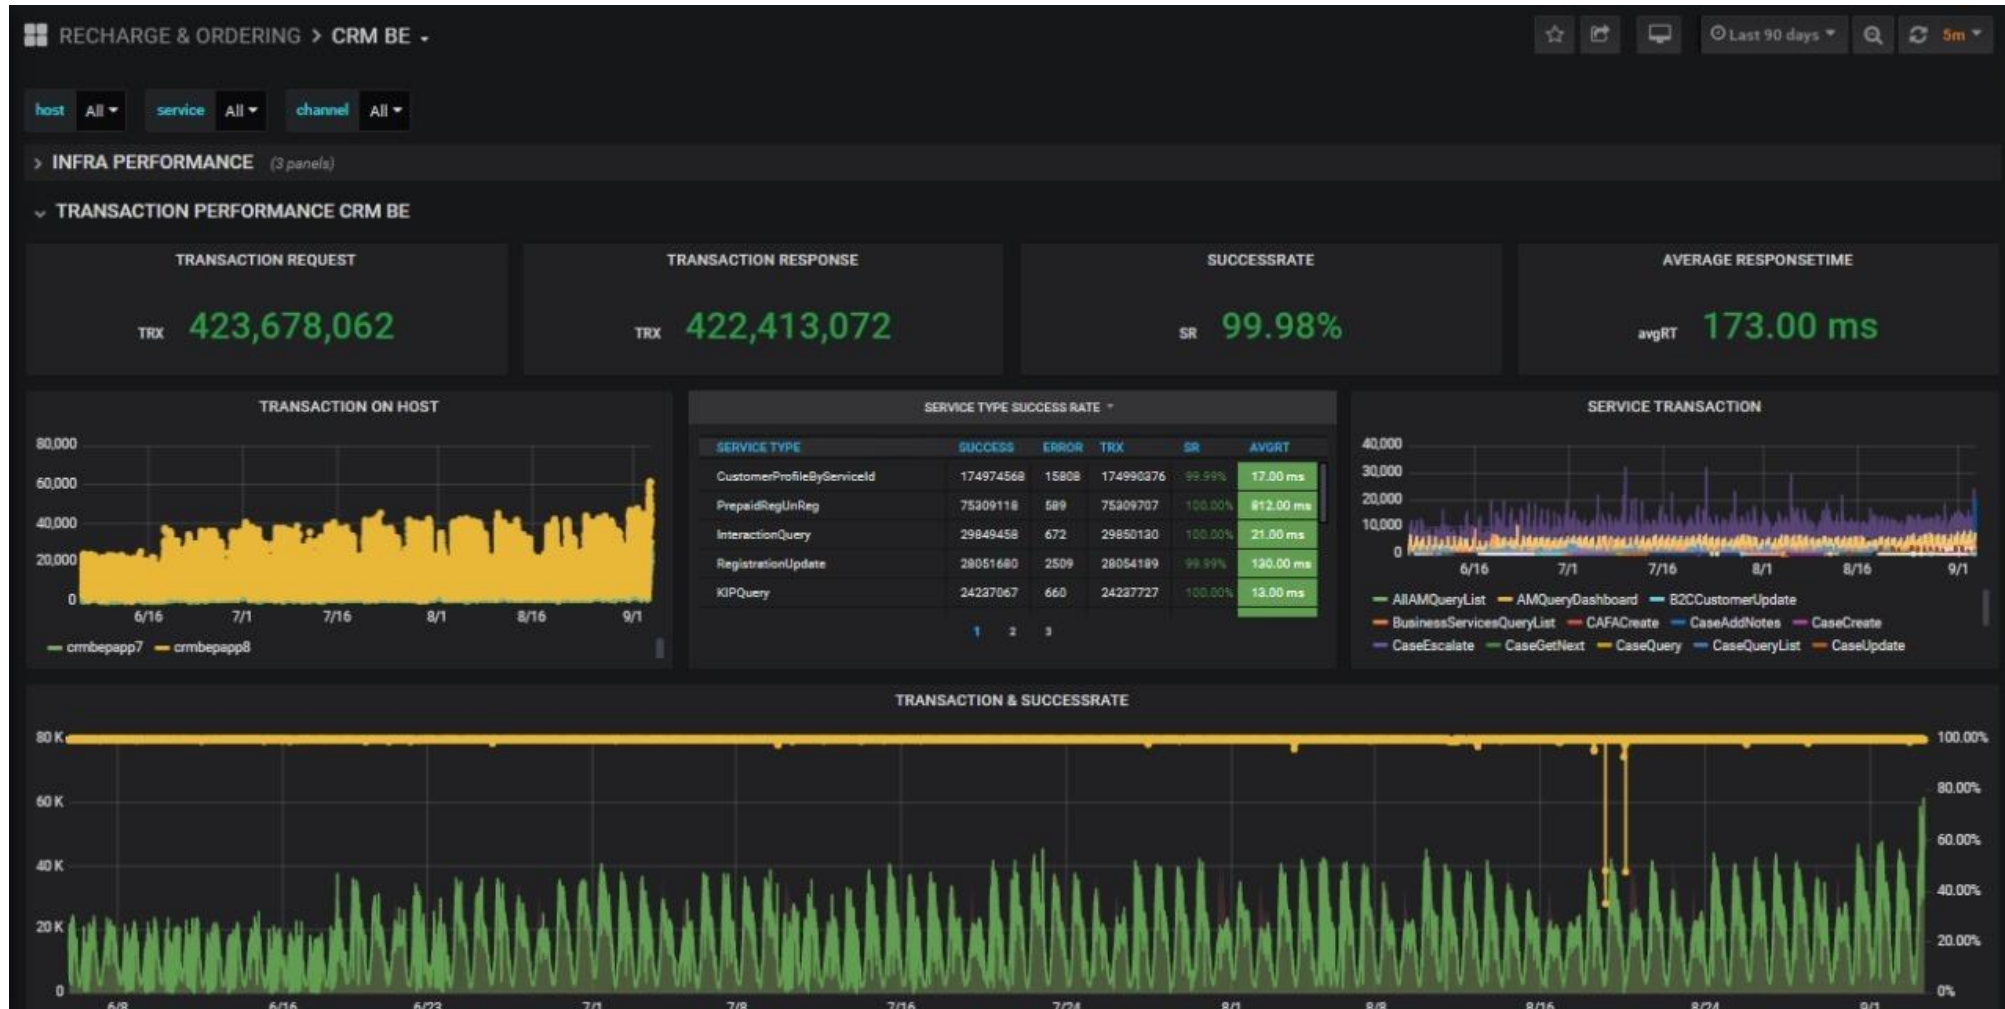 RECHARGE & ORDERING > CRM BE
Last 90 days
5m
host All service All channel All
INFRA PERFORMANCE (3 panels)
TRANSACTION PERFORMANCE CRM BE
TRANSACTION REQUEST
TRX 423,678,062
TRANSACTION RESPONSE
TRX 422,413,072
SUCCESSRATE
SR 99.98%
AVERAGE RESPONSETIME
avgRT 173.00 ms
TRANSACTION ON HOST
80,000
60,000
40,000
20,000
0
6/16 7/1 7/16 8/1 8/16 9/1
crmbepapp7 crmbepapp8
SERVICE TYPE SUCCESS RATE
SERVICE TYPE SUCCESS ERROR TRX SR AVGRT
CustomerProfileByServiceId 174974568 15808 174990376 99.99% 17.00 ms
PrepaidRegUnReg 75309118 589 75309707 100.00% 812.00 ms
InteractionQuery 29849458 672 29850130 100.00% 21.00 ms
RegistrationUpdate 28051680 2509 28054189 99.99% 130.00 ms
KIPQuery 24237067 660 24237727 100.00% 13.00 ms
1 2 3
SERVICE TRANSACTION
40,000
30,000
20,000
10,000
0
6/16 7/1 7/16 8/1 8/16 9/1
AllAMQueryList AMQueryDashboard B2CCustomerUpdate
BusinessServicesQueryList CAFACreate CaseAddNotes CaseCreate
CaseEscalate CaseGetNext CaseQuery CaseQueryList CaseUpdate
TRANSACTION & SUCCESSRATE
80 K
60 K
40 K
20 K
0
100.00%
80.00%
60.00%
40.00%
20.00%
0%
6/8 6/16 6/23 7/1 7/8 7/16 7/24 8/1 8/8 8/16 8/24 9/1